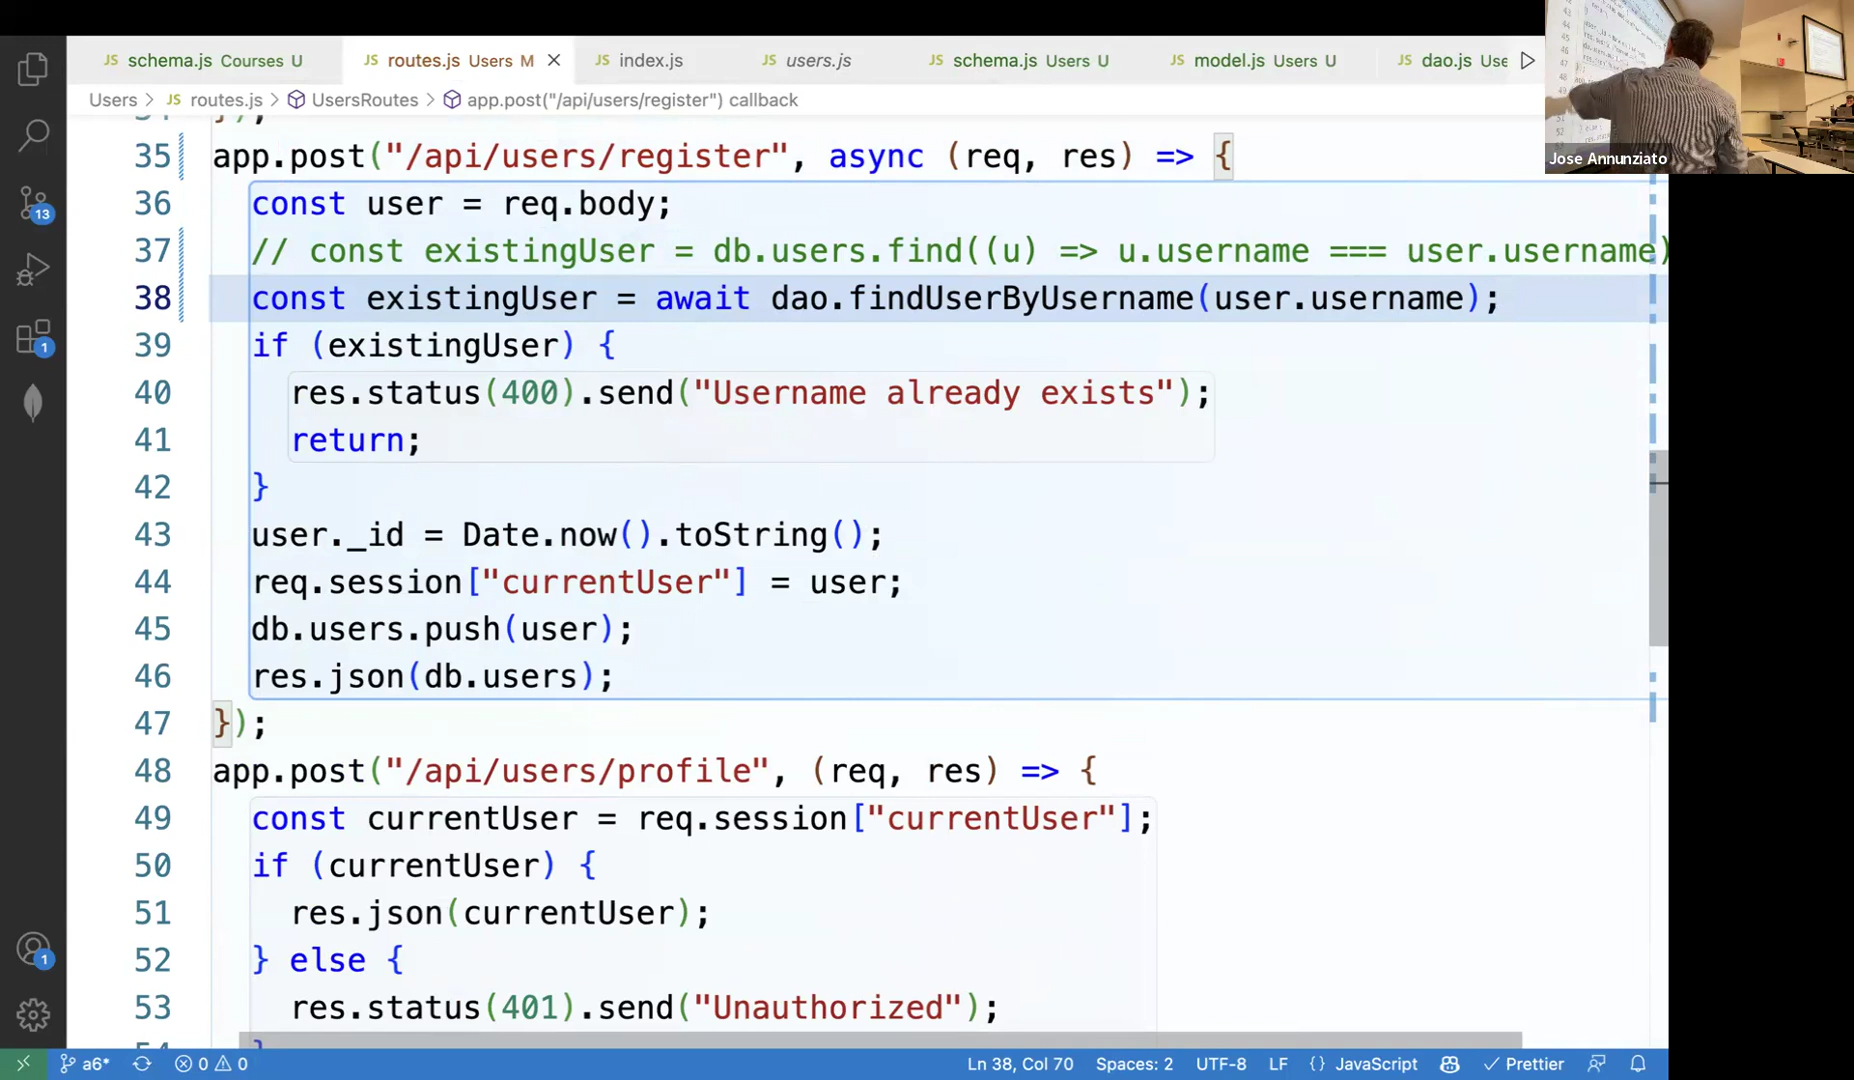 JS schema.js Courses U
JS routes.js Users M
JS index.js
JS users.js
JS schema.js Users U
JS model.js Users U
JS dao.js Use
Users > JS routes.js > UsersRoutes > app.post("/api/users/register") callback
35 app.post("/api/users/register", async (req, res) => {
36 const user = req.body;
37 // const existingUser = db.users.find((u) => u.username === user.username)
38 const existingUser = await dao.findUserByUsername(user.username);
39 if (existingUser) {
40 res.status(400).send("Username already exists");
41 return;
42 }
43 user._id = Date.now().toString();
44 req.session["currentUser"] = user;
45 db.users.push(user);
46 res.json(db.users);
47 });
48 app.post("/api/users/profile", (req, res) => {
49 const currentUser = req.session["currentUser"];
50 if (currentUser) {
51 res.json(currentUser);
52 } else {
53 res.status(401).send("Unauthorized");
13
1
1
Jose Annunziato
a6* 0 0 Ln 38, Col 70 Spaces: 2 UTF-8 LF {} JavaScript Prettier